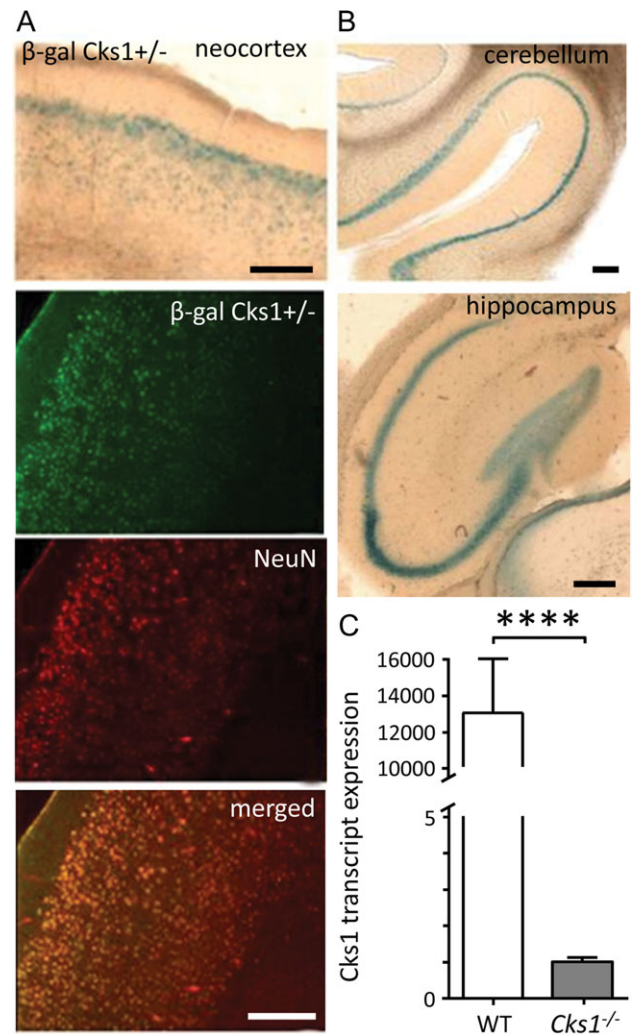 A
β-gal Cks1+/- neocortex
β-gal Cks1+/-
NeuN
merged
B
cerebellum
hippocampus
C
****
16000
14000
12000
10000
5
0
Cks1 transcript expression
WT Cks1-/-